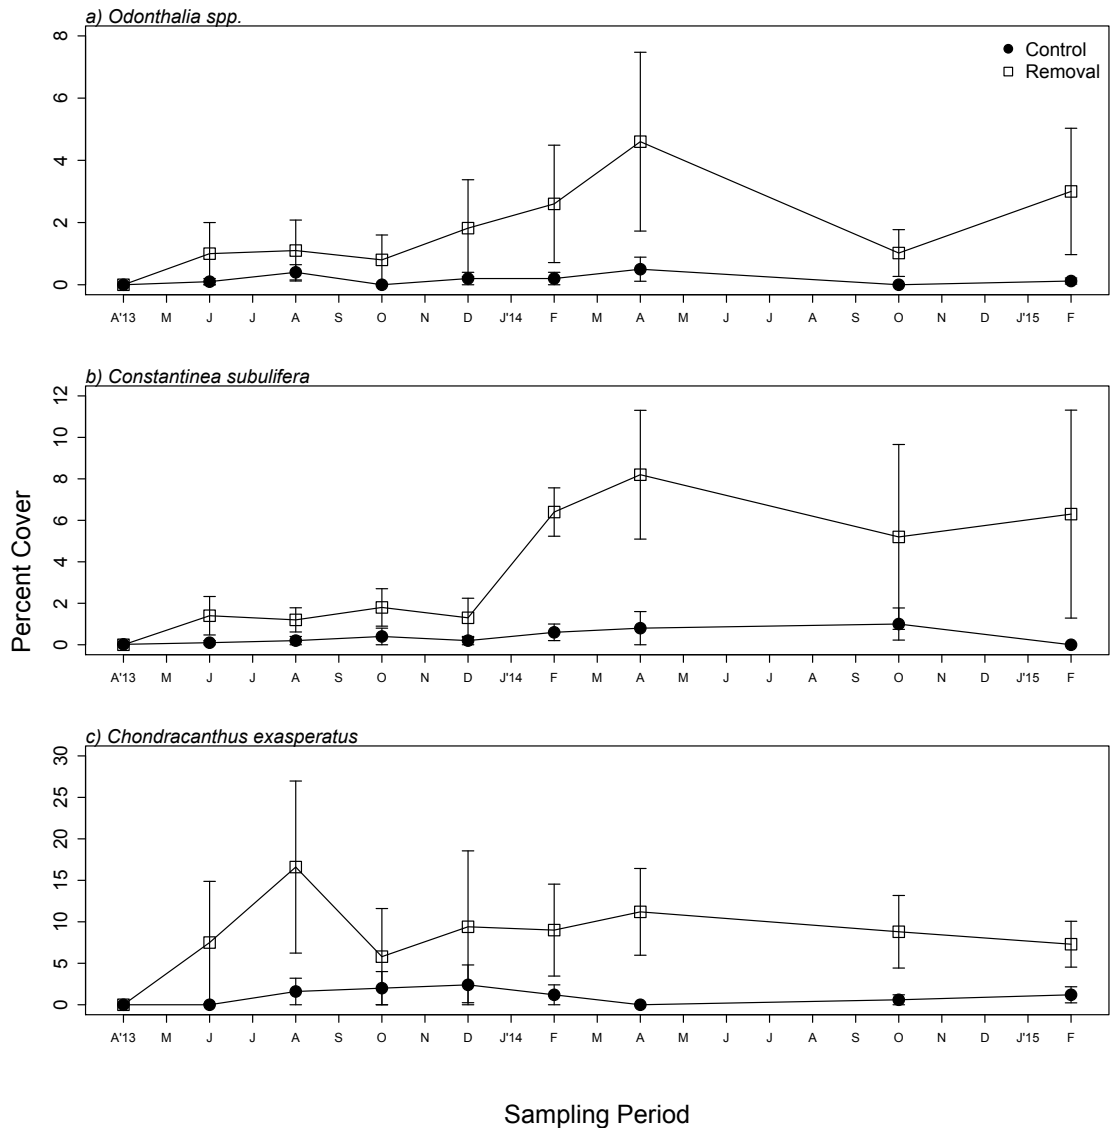 a) Odonthalia spp.
8
6
4
2
0
Control
Removal
A'13 M J J A S O N D J'14 F M A M J J A S O N D J'15 F
b) Constantinea subulifera
12
10
8
6
4
2
0
Percent Cover
A'13 M J J A S O N D J'14 F M A M J J A S O N D J'15 F
c) Chondracanthus exasperatus
30
25
20
15
10
5
0
A'13 M J J A S O N D J'14 F M A M J J A S O N D J'15 F
Sampling Period